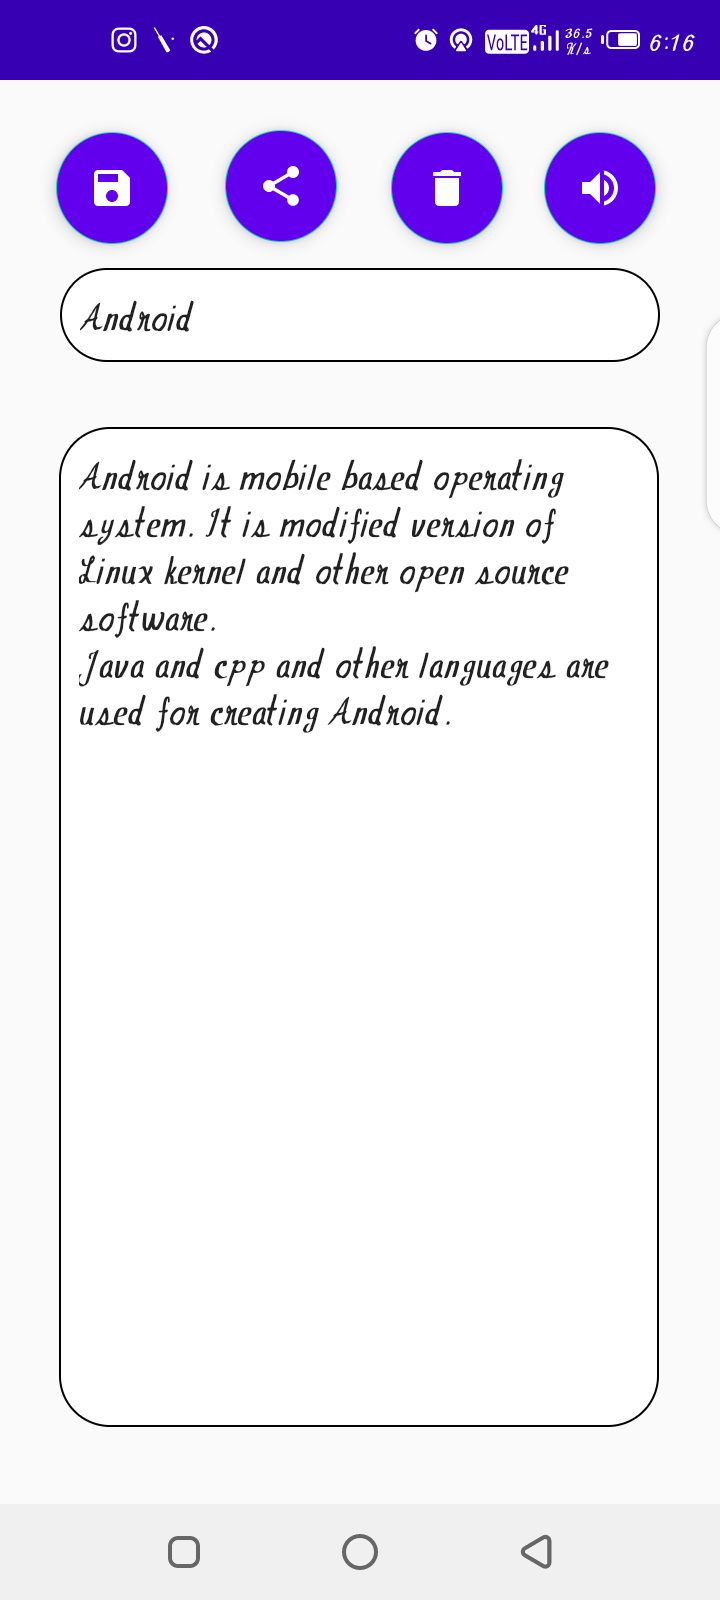 VoLTE 4G 36.5 K/s 6:16
Android
Android is mobile based operating
system. It is modified version of
Linux kernel and other open source
software.
Java and cpp and other languages are
used for creating Android.